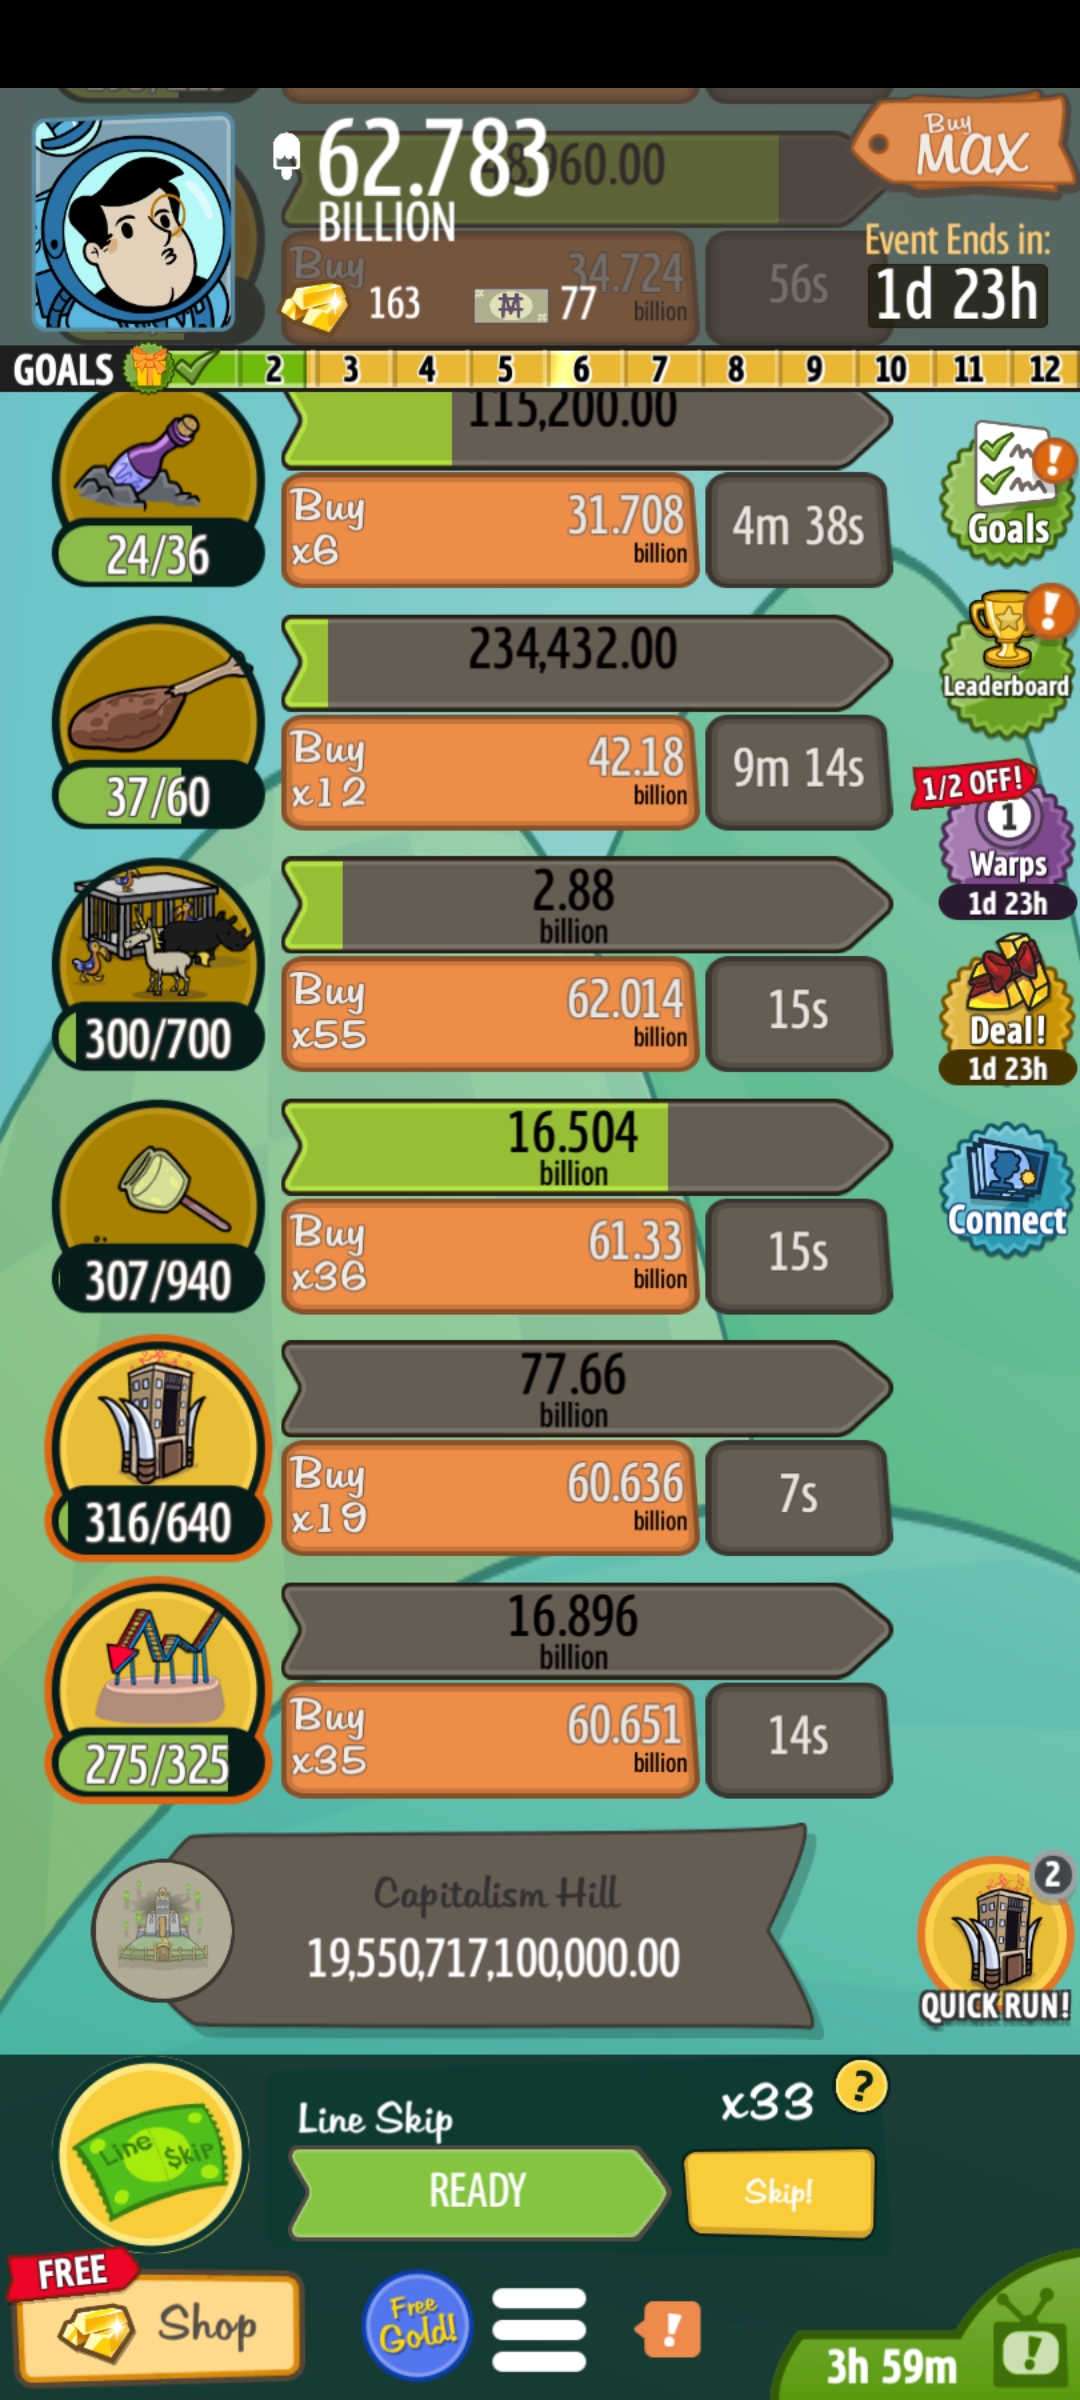 62.783
BILLION
8,960.00
Buy
MAX
Buy
34.724
billion
56s
163
77
Event Ends in:
1d 23h
GOALS 2 3 4 5 6 7 8 9 10 11 12
115,200.00
24/36
Buy
x6
31.708
billion
4m 38s
Goals
234,432.00
37/60
Buy
x12
42.18
billion
9m 14s
Leaderboard
1/2 OFF!
1
Warps
1d 23h
2.88
billion
300/700
Buy
x55
62.014
billion
15s
Deal!
1d 23h
16.504
billion
307/940
Buy
x36
61.33
billion
15s
Connect
77.66
billion
316/640
Buy
x19
60.636
billion
7s
16.896
billion
275/325
Buy
x35
60.651
billion
14s
Capitalism Hill
19,550,717,100,000.00
2
QUICK RUN!
Line $kip
Line Skip
x33
?
READY
Skip!
FREE
Shop
Free
Gold!
!
3h 59m
!